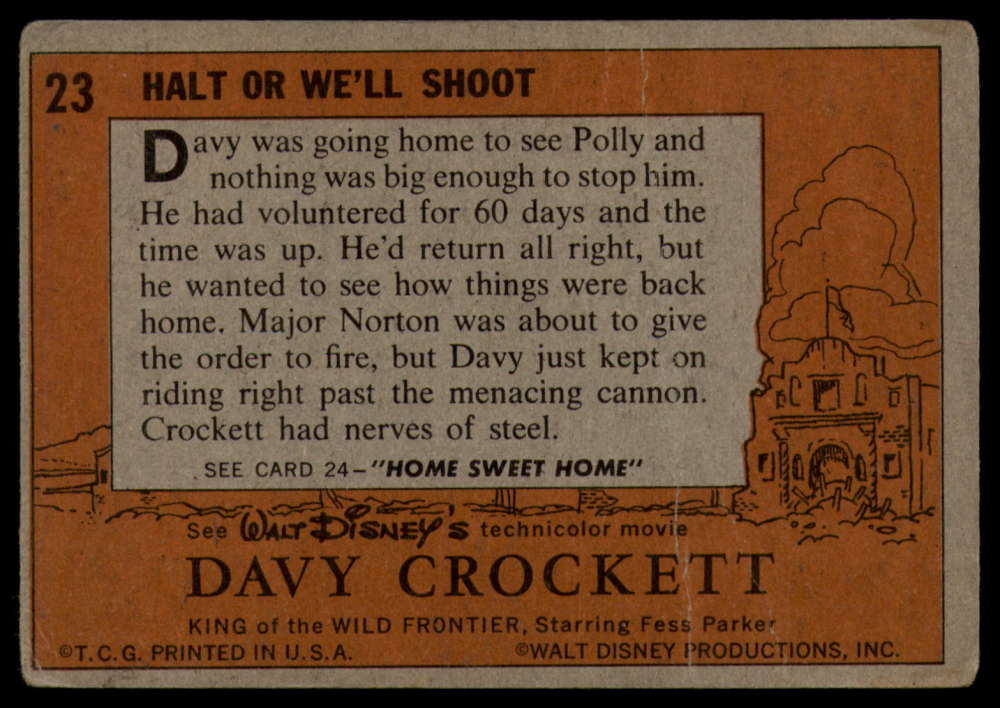 23 HALT OR WE'LL SHOOT
Davy was going home to see Polly and
nothing was big enough to stop him.
He had voluntered for 60 days and the
time was up. He'd return all right, but
he wanted to see how things were back
home. Major Norton was about to give
the order to fire, but Davy just kept on
riding right past the menacing cannon.
Crockett had nerves of steel.
SEE CARD 24—"HOME SWEET HOME"
See WALT DISNEY'S technicolor movie
DAVY CROCKETT
KING of the WILD FRONTIER, Starring Fess Parker
©T.C.G. PRINTED IN U.S.A. ©WALT DISNEY PRODUCTIONS, INC.